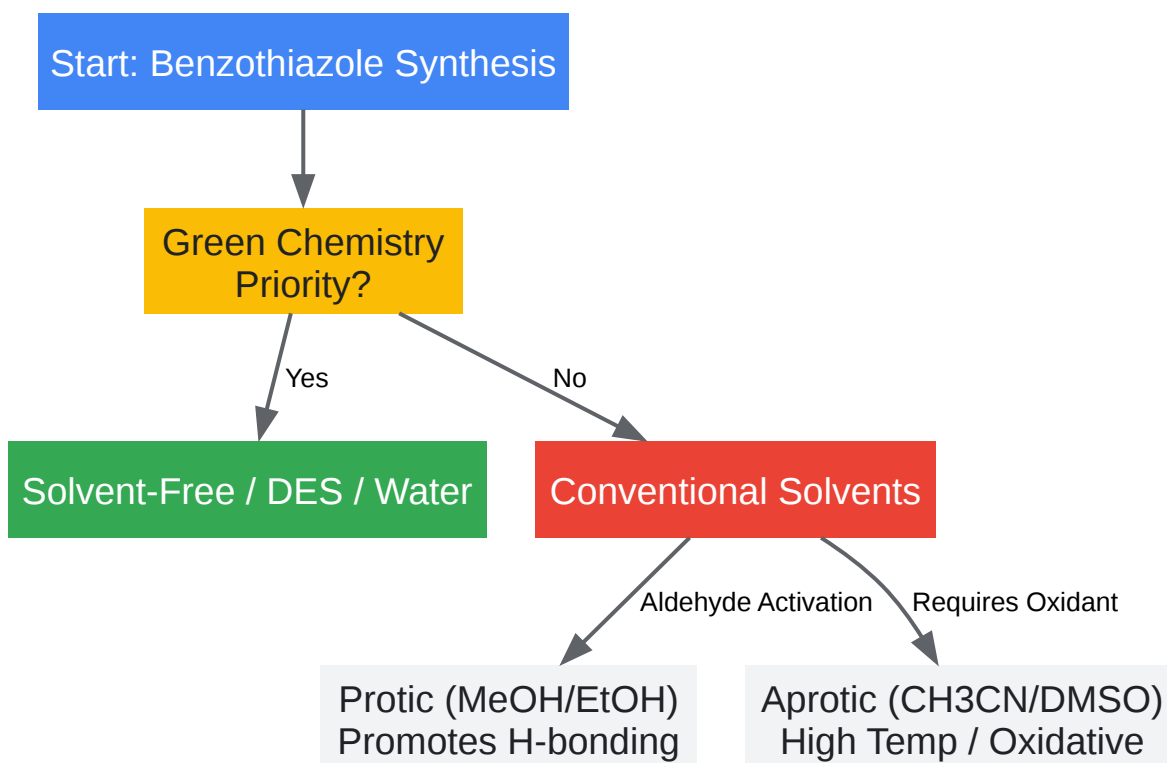 Start: Benzothiazole Synthesis
Green Chemistry
Priority?
Yes
No
Solvent-Free / DES / Water
Conventional Solvents
Aldehyde Activation
Requires Oxidant
Protic (MeOH/EtOH)
Promotes H-bonding
Aprotic (CH3CN/DMSO)
High Temp / Oxidative